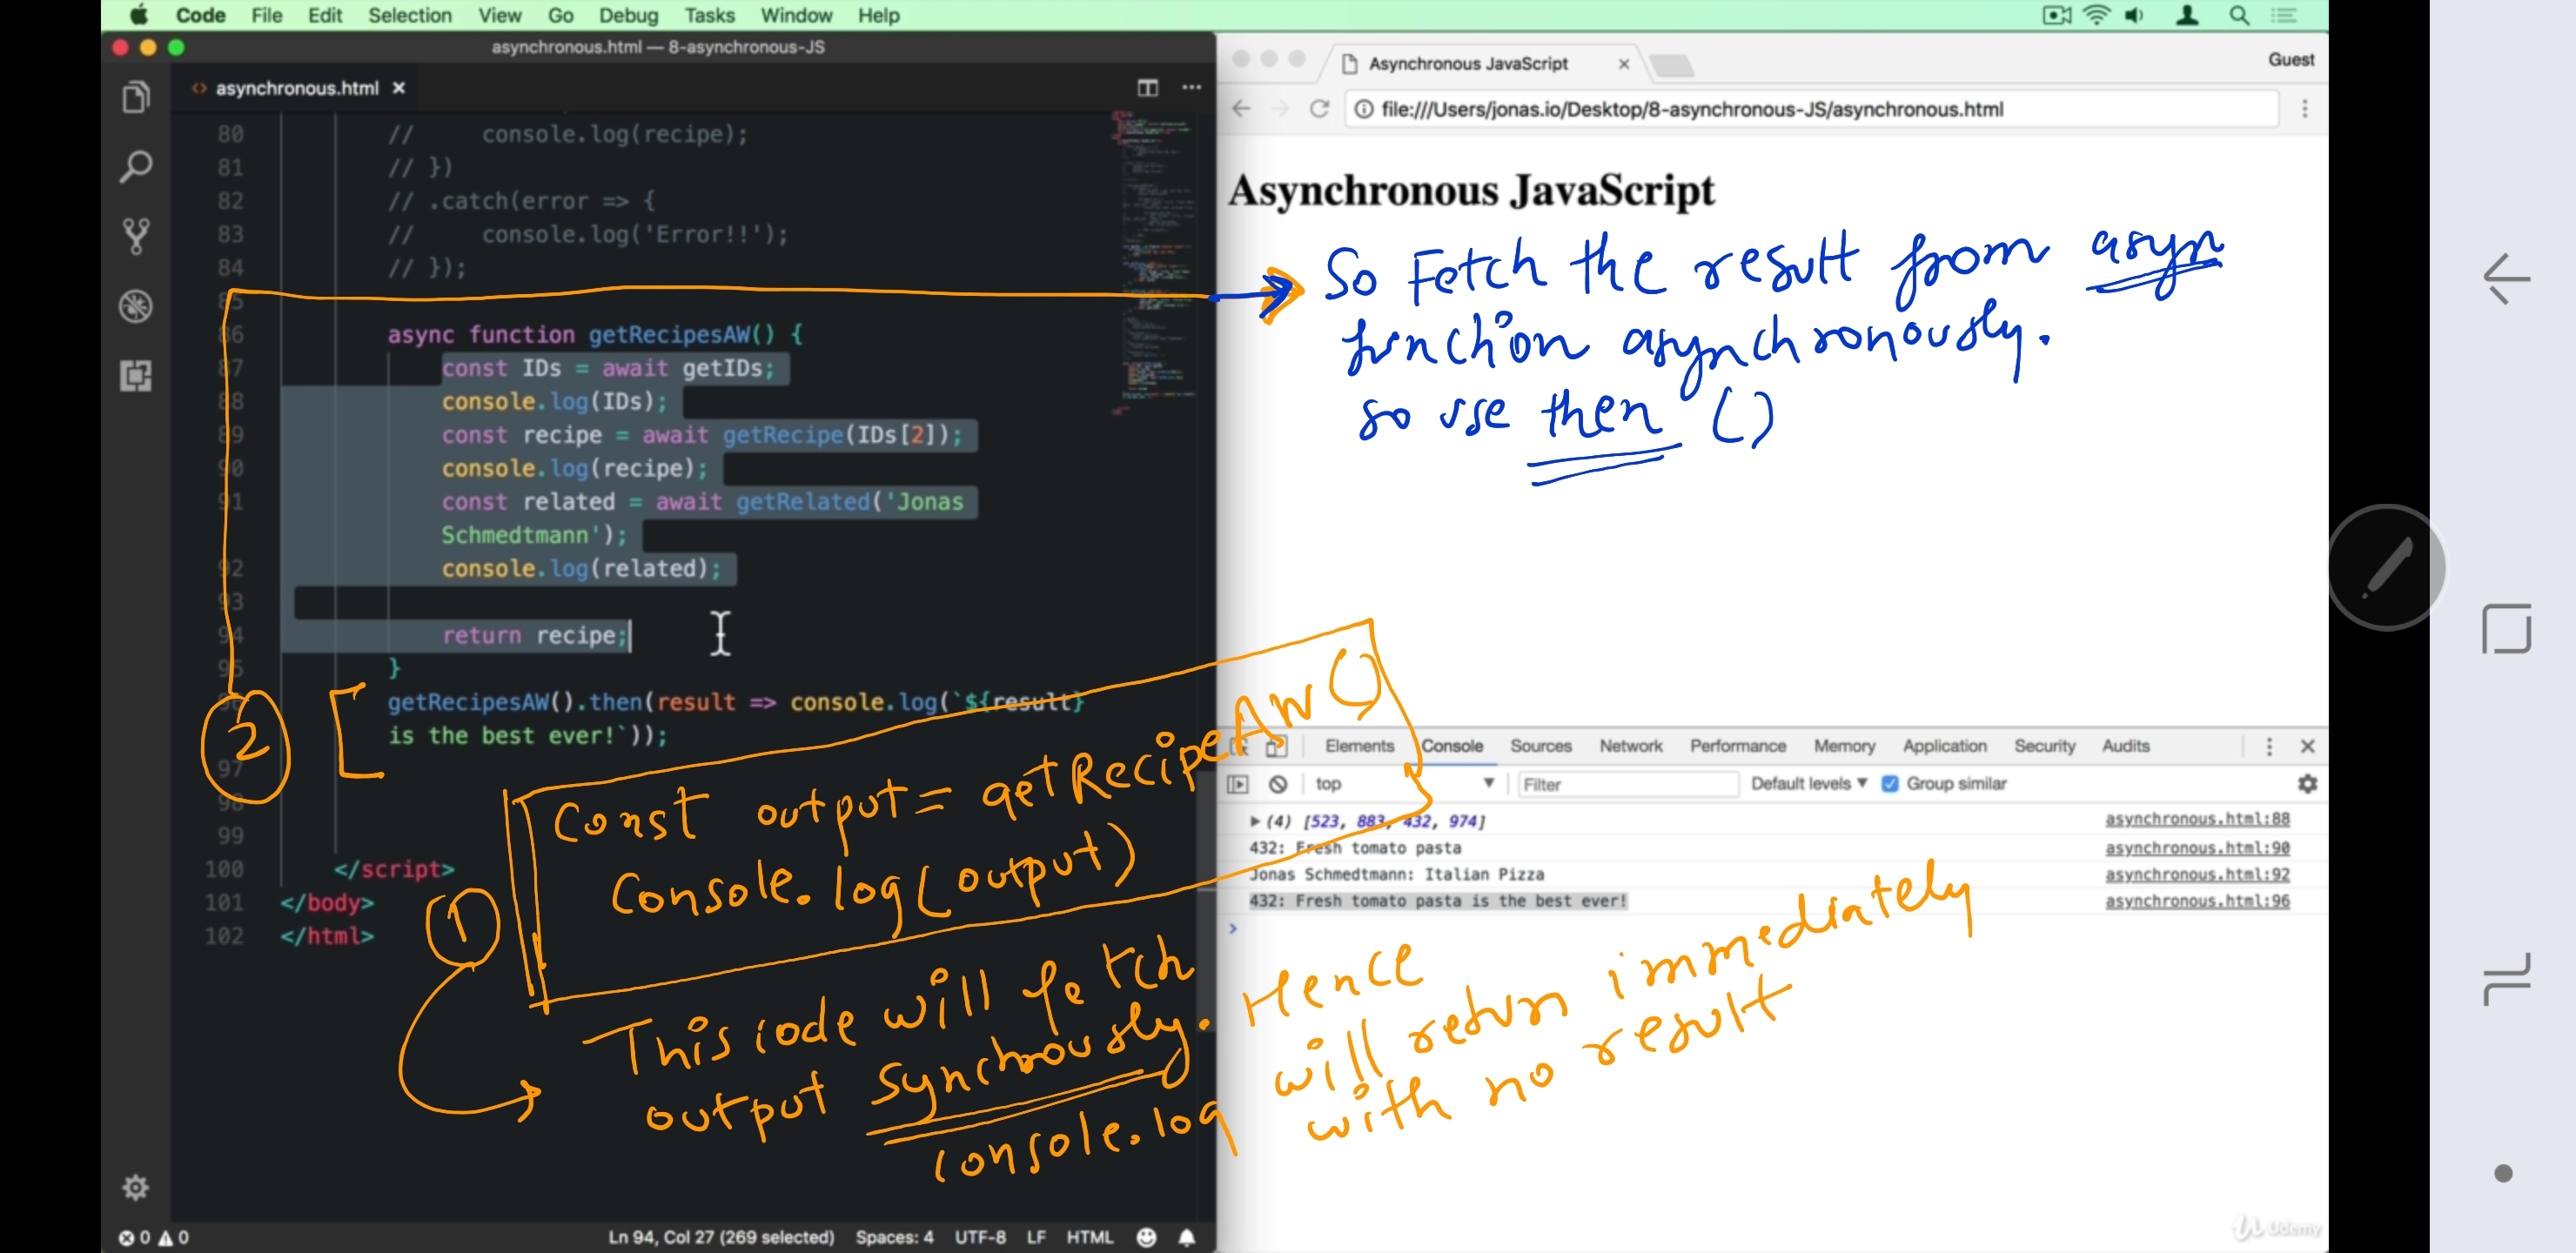 Code File Edit Selection View Go Debug Tasks Window Help
asynchronous.html — 8-asynchronous-JS
asynchronous.html ×
80 // console.log(recipe);
81 // })
82 // .catch(error => {
83 // console.log('Error!!');
84 // });
85
86 async function getRecipesAW() {
87 const IDs = await getIDs;
88 console.log(IDs);
89 const recipe = await getRecipe(IDs[2]);
90 console.log(recipe);
91 const related = await getRelated('Jonas
Schmedtmann');
92 console.log(related);
93
94 return recipe;
95 }
96 getRecipesAW().then(result => console.log(`${result}
is the best ever!`));
97
98
99
100 </script>
101 </body>
102 </html>
2
1
Const output = getRecipeAW()
Console.log(output)
This code will fetch
output Synchrously. Hence
console.log will return immediately
with no result
0 0
Ln 94, Col 27 (269 selected) Spaces: 4 UTF-8 LF HTML
Asynchronous JavaScript × Guest
file:///Users/jonas.io/Desktop/8-asynchronous-JS/asynchronous.html
Asynchronous JavaScript
So Fetch the result from asyn
function asynchronously.
so use then ()
Elements Console Sources Network Performance Memory Application Security Audits
top Filter Default levels Group similar
(4) [523, 883, 432, 974] asynchronous.html:88
432: Fresh tomato pasta asynchronous.html:90
Jonas Schmedtmann: Italian Pizza asynchronous.html:92
432: Fresh tomato pasta is the best ever! asynchronous.html:96
Udemy